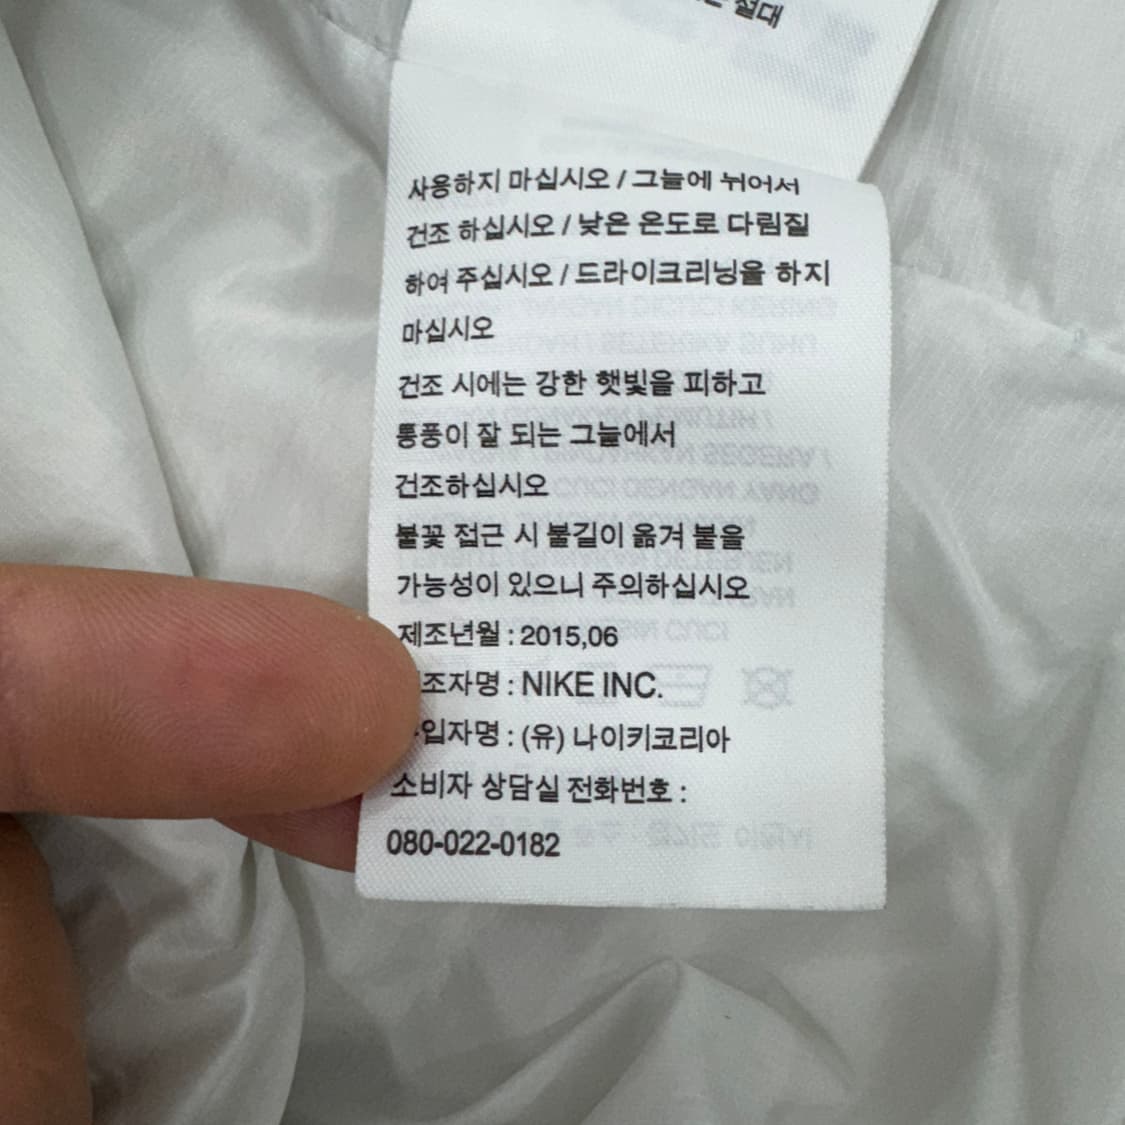 설대
사용하지 마십시오 / 그늘에 뉘어서
건조 하십시오 / 낮은 온도로 다림질
하여 주십시오 / 드라이크리닝을 하지
마십시오
건조 시에는 강한 햇빛을 피하고
통풍이 잘 되는 그늘에서
건조하십시오
불꽃 접근 시 불길이 옮겨 붙을
가능성이 있으니 주의하십시오
제조년월 : 2015,06
조자명 : NIKE INC.
입자명 : (유) 나이키코리아
소비자 상담실 전화번호 :
080-022-0182